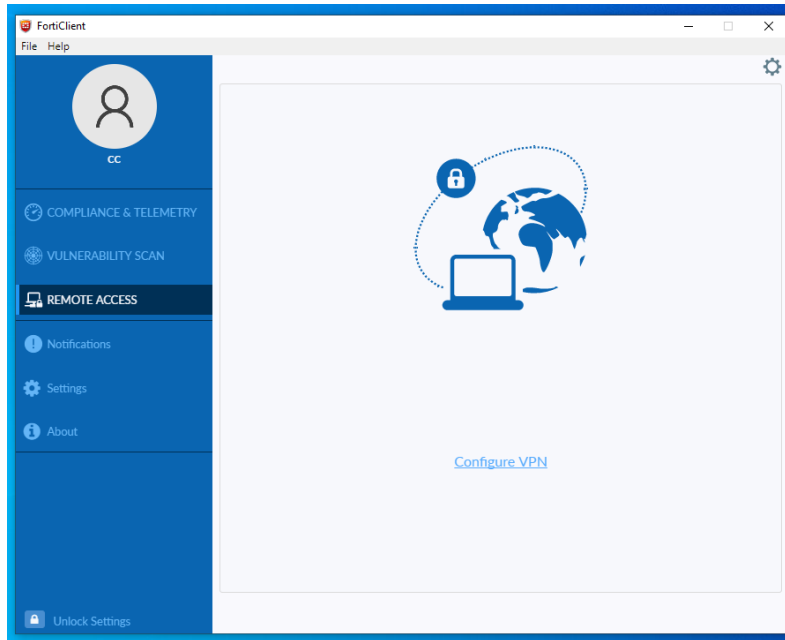 FortiClient
File Help
CC
COMPLIANCE & TELEMETRY
VULNERABILITY SCAN
REMOTE ACCESS
Notifications
Settings
About
Configure VPN
Unlock Settings